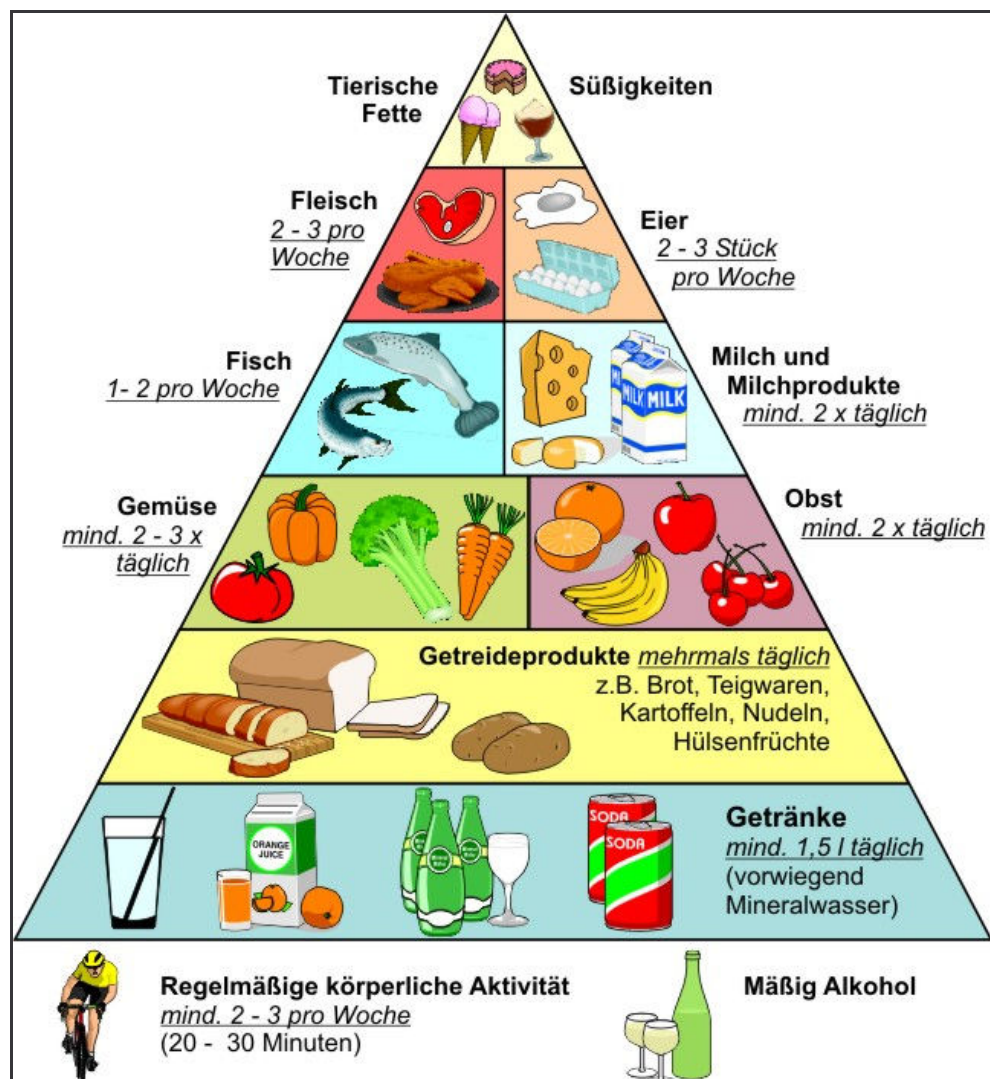 Tierische
Fette
Süßigkeiten
Fleisch
2 - 3 pro
Woche
Eier
2 - 3 Stück
pro Woche
Fisch
1- 2 pro Woche
Milch und
Milchprodukte
mind. 2 x täglich
MILK
MILK
Gemüse
mind. 2 - 3 x
täglich
Obst
mind. 2 x täglich
Getreideprodukte mehrmals täglich
z.B. Brot, Teigwaren,
Kartoffeln, Nudeln,
Hülsenfrüchte
ORANGE
JUICE
SODA
SODA
Getränke
mind. 1,5 l täglich
(vorwiegend
Mineralwasser)
Regelmäßige körperliche Aktivität
mind. 2 - 3 pro Woche
(20 -  30 Minuten)
Mäßig Alkohol